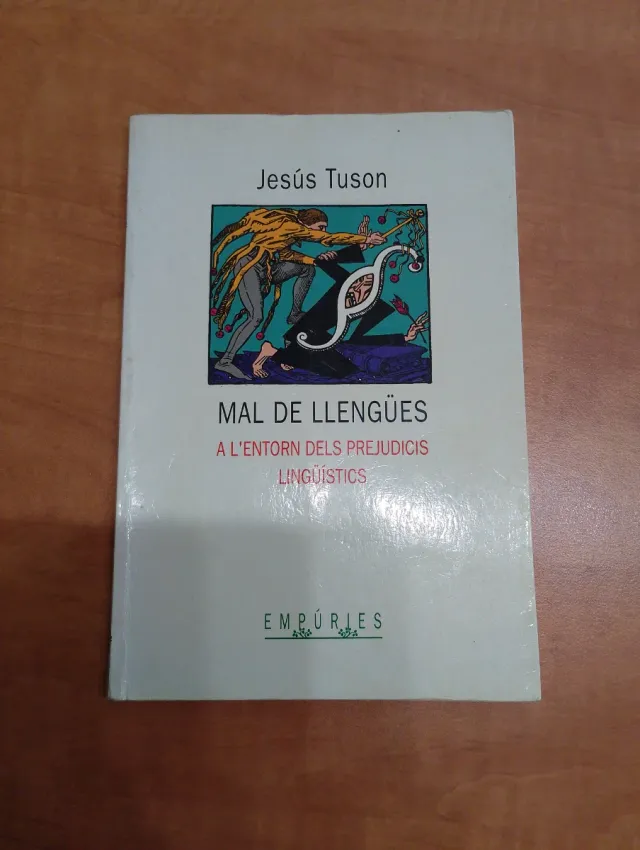 Jesús Tuson
MAL DE LLENGÜES
A L'ENTORN DELS PREJUDICIS
LINGÜÍSTICS
EMPÚRIES